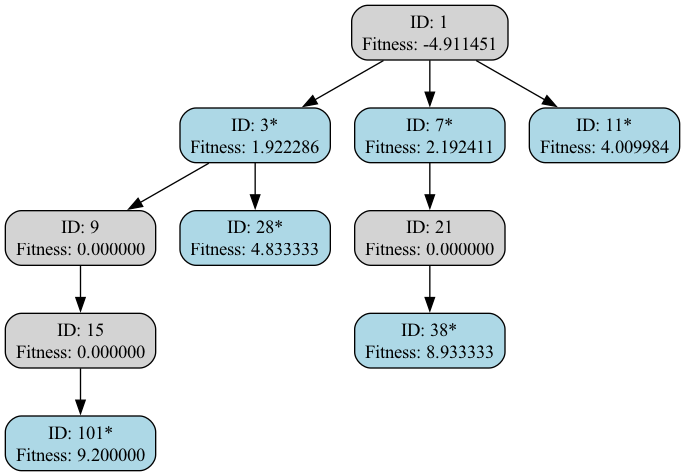 ID: 1
Fitness: -4.911451
ID: 3*
Fitness: 1.922286
ID: 7*
Fitness: 2.192411
ID: 11*
Fitness: 4.009984
ID: 9
Fitness: 0.000000
ID: 28*
Fitness: 4.833333
ID: 21
Fitness: 0.000000
ID: 15
Fitness: 0.000000
ID: 38*
Fitness: 8.933333
ID: 101*
Fitness: 9.200000